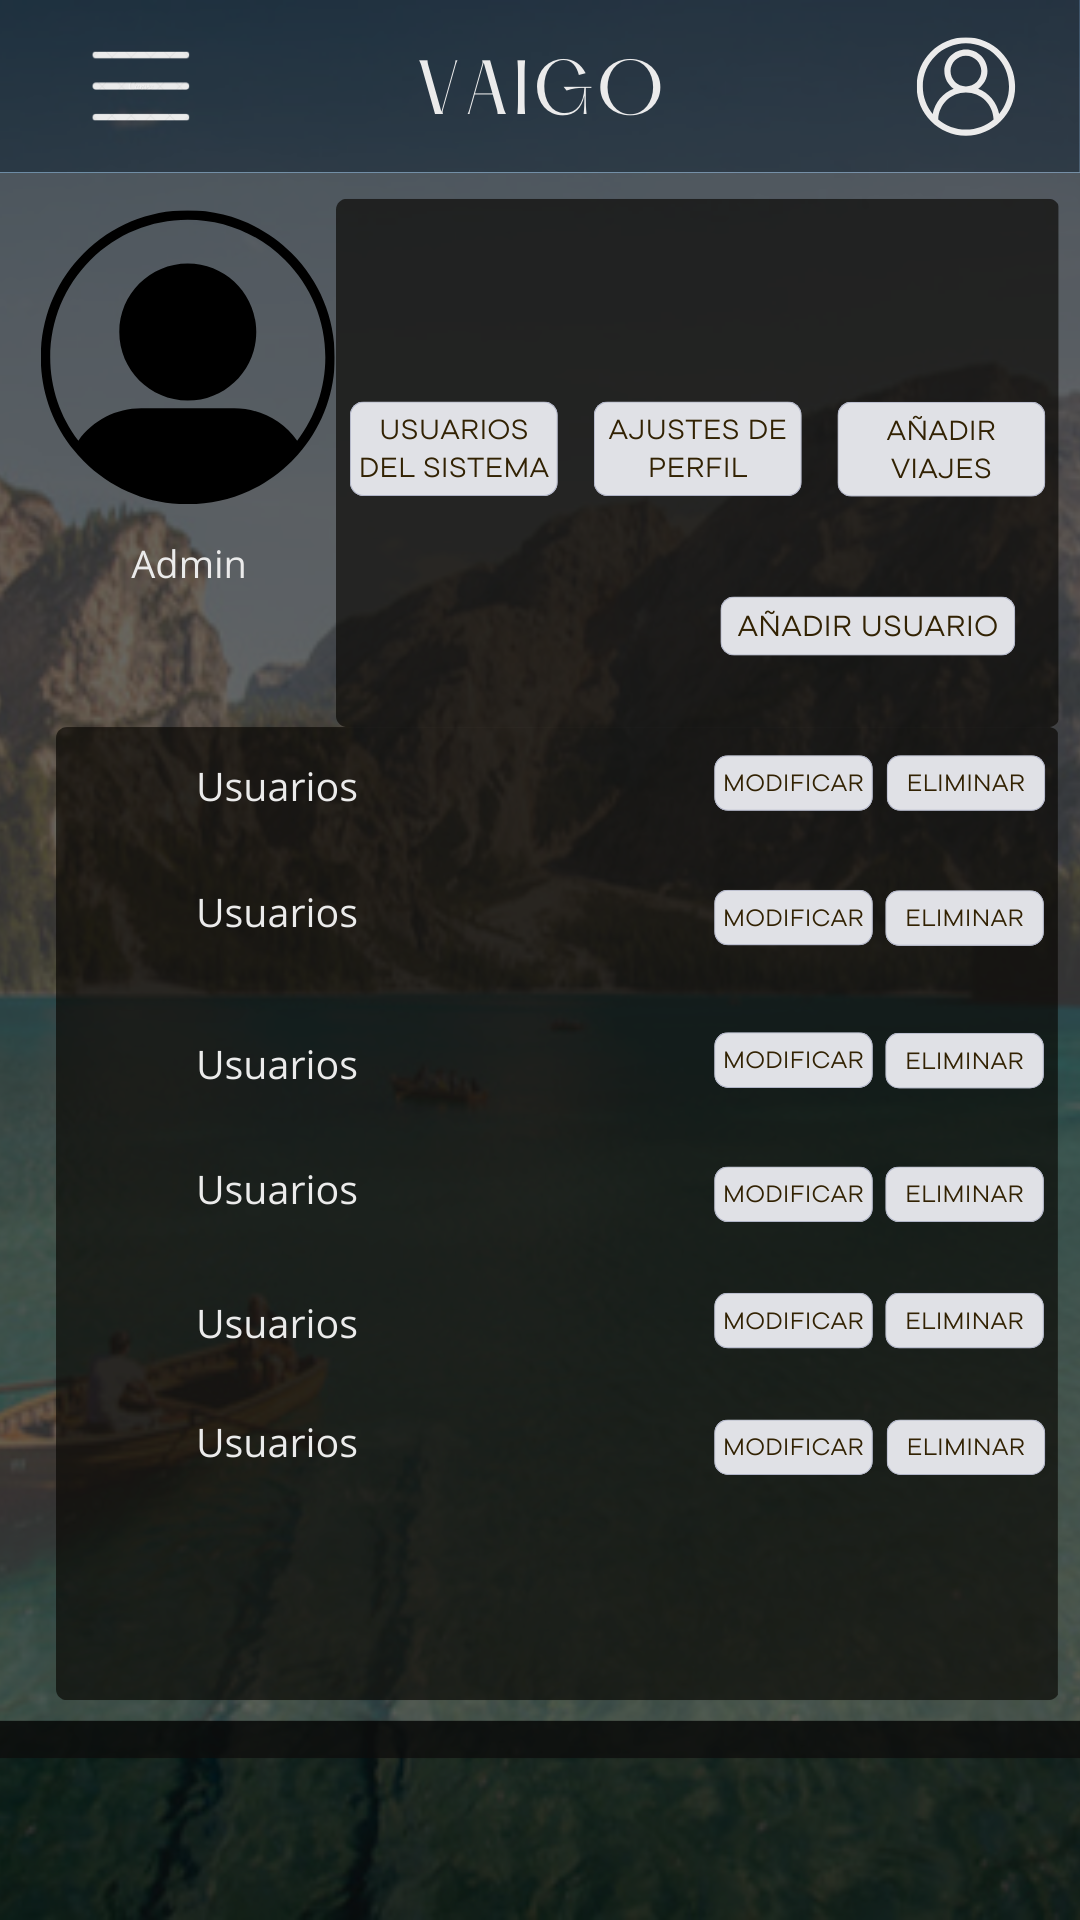 VAIGO
USUARIOS
DEL SISTEMA
AJUSTES DE
PERFIL
AÑADIR
VIAJES
Admin
AÑADIR USUARIO
Usuarios
MODIFICAR
ELIMINAR
Usuarios
MODIFICAR
ELIMINAR
Usuarios
MODIFICAR
ELIMINAR
Usuarios
MODIFICAR
ELIMINAR
Usuarios
MODIFICAR
ELIMINAR
Usuarios
MODIFICAR
ELIMINAR